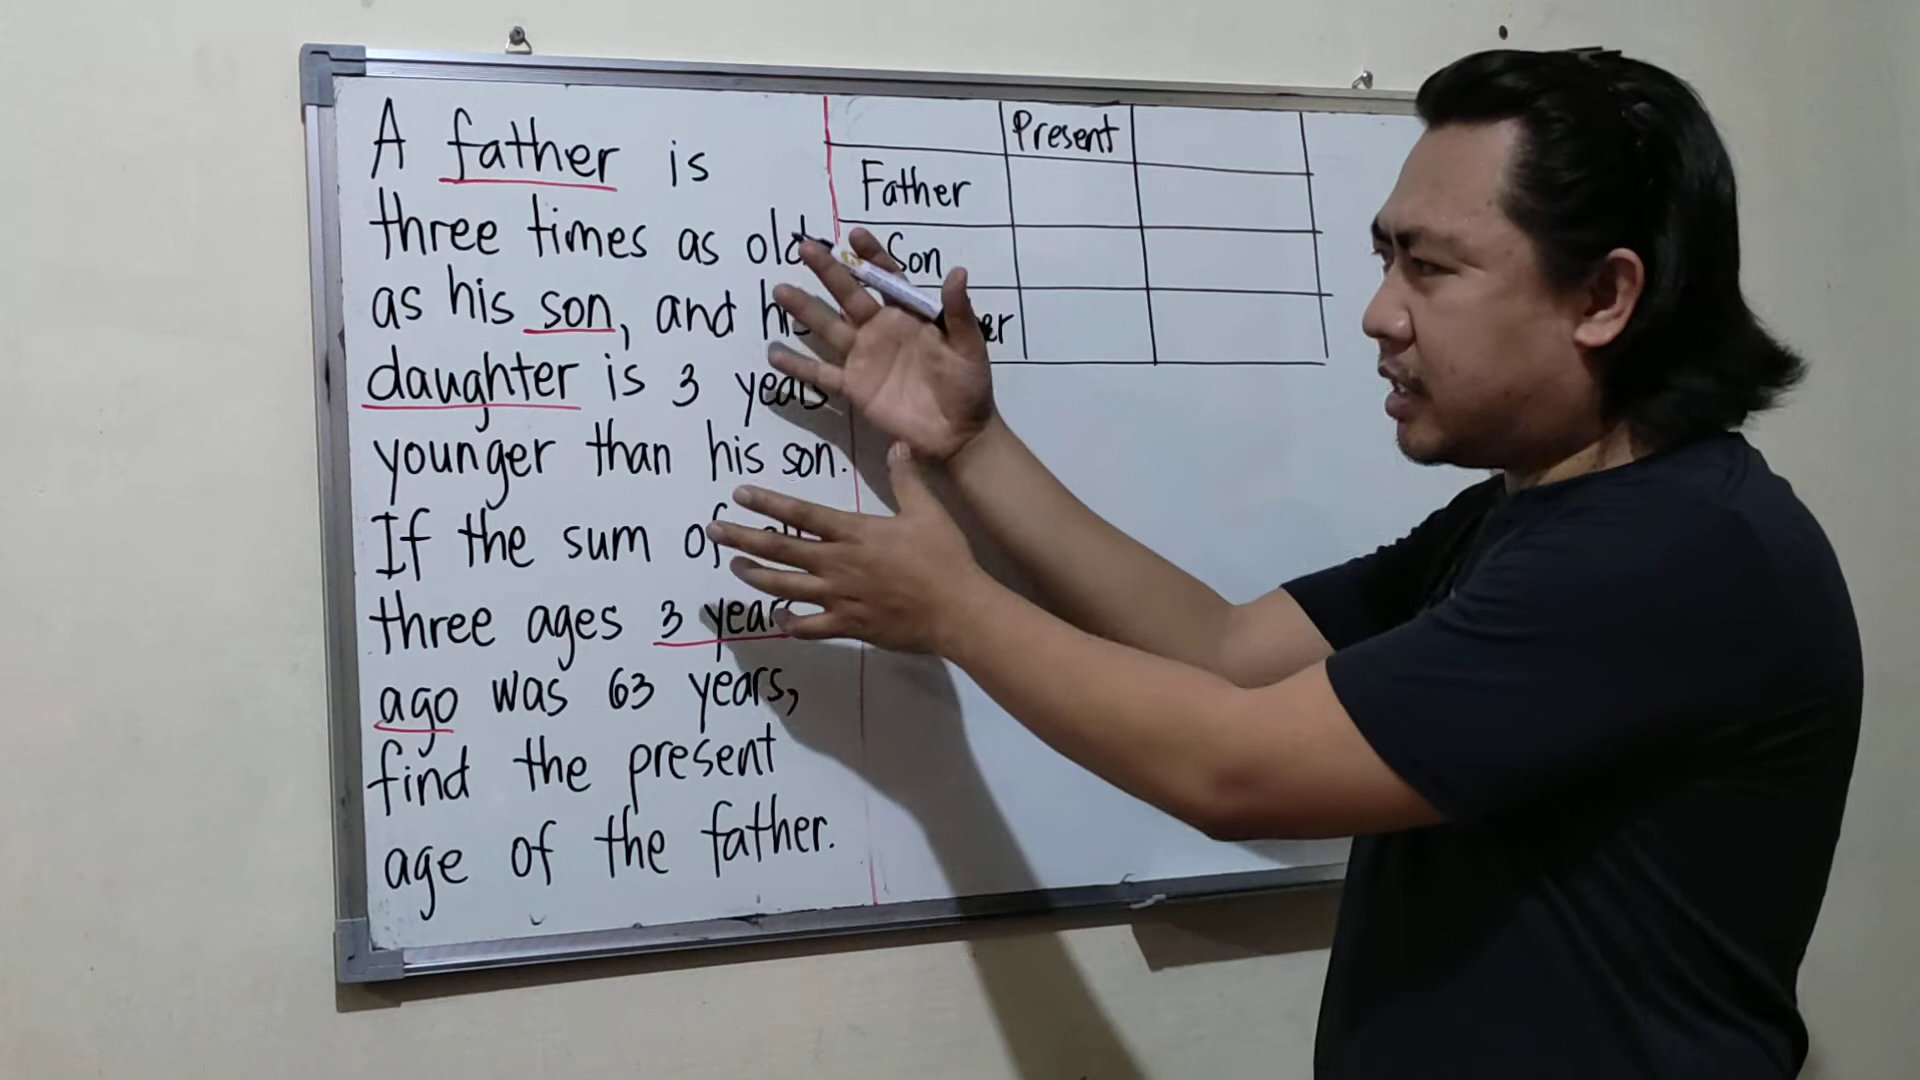 A father is
three times as old
as his son, and his
daughter is 3 years
younger than his son.
If the sum of
three ages 3 years
ago was 63 years,
find the present
age of the father.
Present
Father
Son